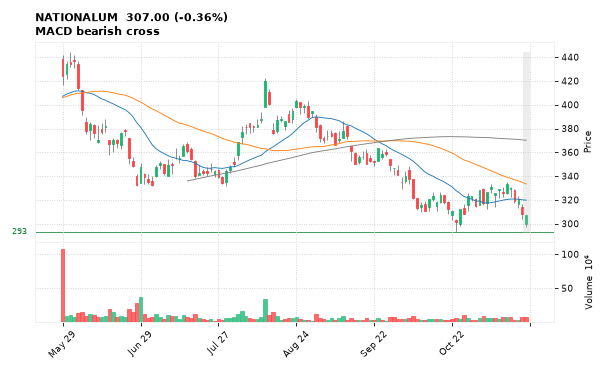 NATIONALUM 307.00 (-0.36%)
MACD bearish cross
440
420
400
380
360
340
320
300
Price
293
100
50
Volume 10⁶
May 29
Jun 29
Jul 27
Aug 24
Sep 22
Oct 22